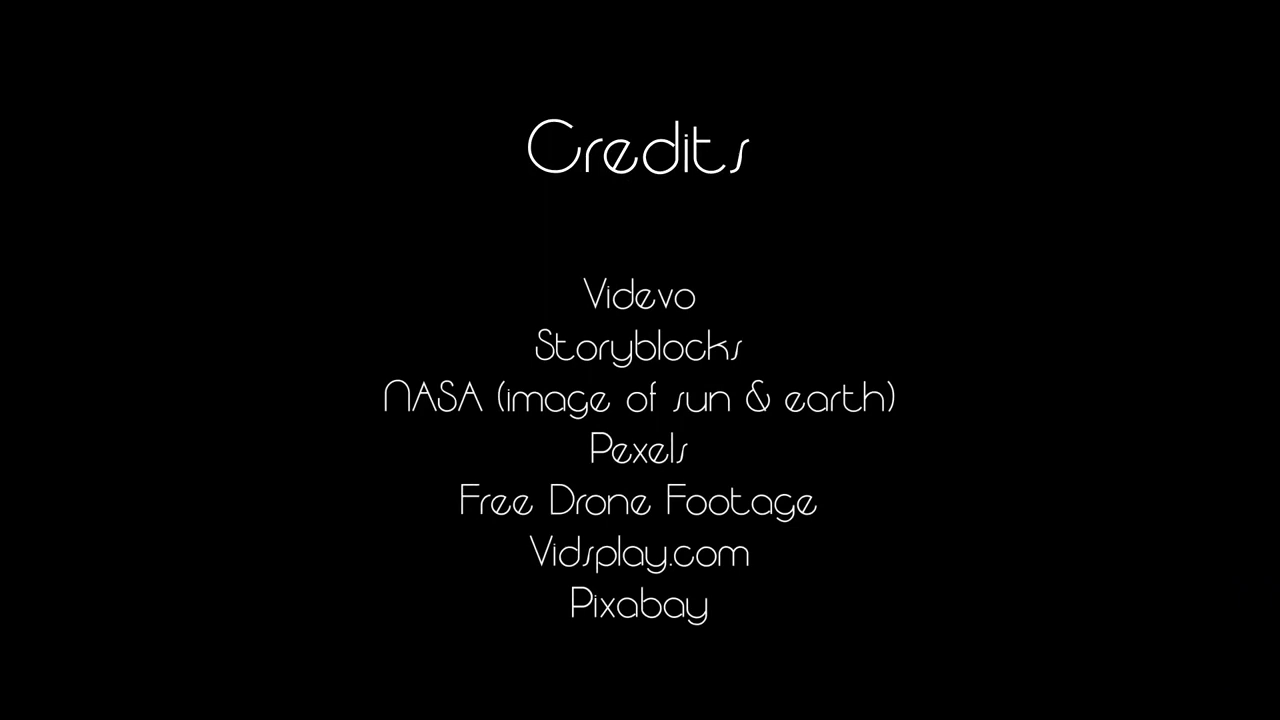 Credits
Videvo
Storyblocks
NASA (image of sun & earth)
Pexels
Free Drone Footage
Vidsplay.com
Pixabay